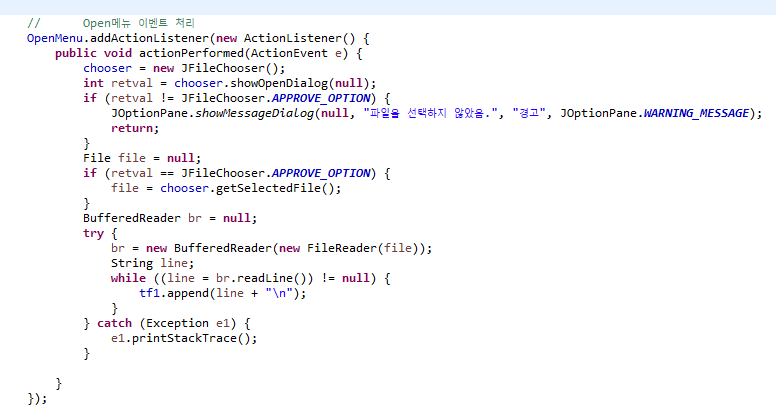 //      Open메뉴 이벤트 처리
OpenMenu.addActionListener(new ActionListener() {
    public void actionPerformed(ActionEvent e) {
        chooser = new JFileChooser();
        int retval = chooser.showOpenDialog(null);
        if (retval != JFileChooser.APPROVE_OPTION) {
            JOptionPane.showMessageDialog(null, "파일을 선택하지 않았음.", "경고", JOptionPane.WARNING_MESSAGE);
            return;
        }
        File file = null;
        if (retval == JFileChooser.APPROVE_OPTION) {
            file = chooser.getSelectedFile();
        }
        BufferedReader br = null;
        try {
            br = new BufferedReader(new FileReader(file));
            String line;
            while ((line = br.readLine()) != null) {
                tf1.append(line + "\n");
            }
        } catch (Exception e1) {
            e1.printStackTrace();
        }

    }
});